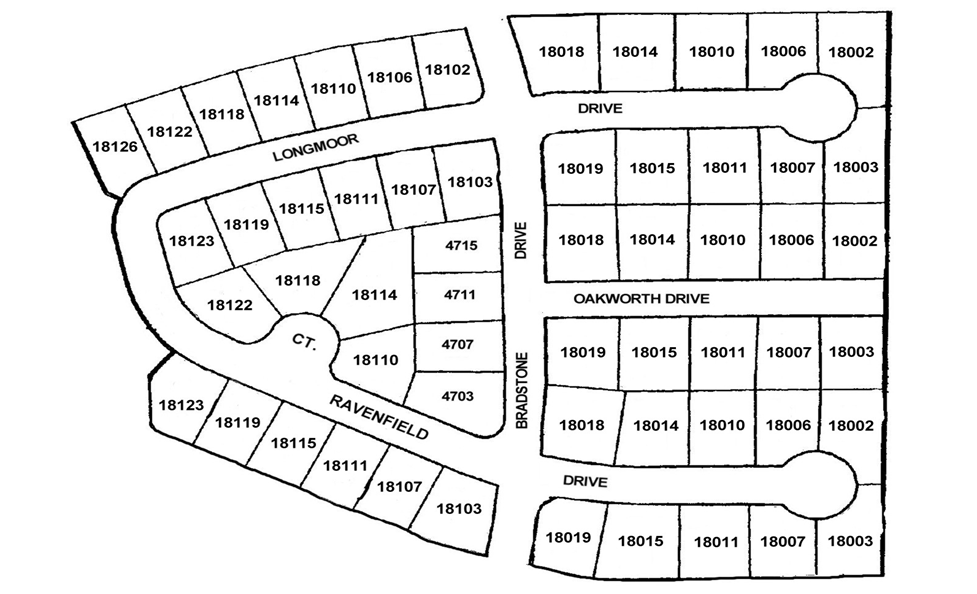 18018 18014 18010 18006 18002
18126 18122 18118 18114 18110 18106 18102
DRIVE
LONGMOOR
18019 18015 18011 18007 18003
18123 18119 18115 18111 18107 18103
18018 18014 18010 18006 18002
DRIVE
4715
18122 18118 18114 4711
OAKWORTH DRIVE
CT.
18110 4707
18019 18015 18011 18007 18003
BRADSTONE
4703
RAVENFIELD
18018 18014 18010 18006 18002
18123 18119 18115 18111 18107 18103
DRIVE
18019 18015 18011 18007 18003